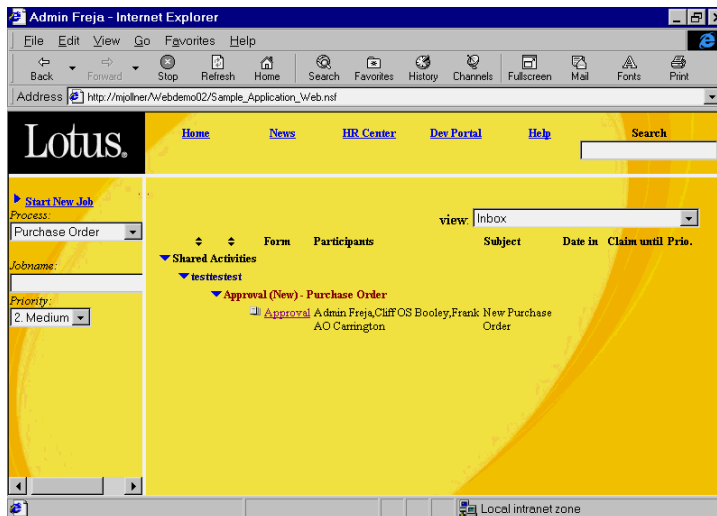 Admin Freja - Internet Explorer
File Edit View Go Favorites Help
Back Forward Stop Refresh Home Search Favorites History Channels Fullscreen Mail Fonts Print
Address http://mjollner/Webdemo02/Sample_Application_Web.nsf
Lotus.
Home News HR Center Dev Portal Help Search
Start New Job
Process:
Purchase Order
Jobname:
Priority:
2. Medium
view: Inbox
Form Participants Subject Date in Claim until Prio.
Shared Activities
testtestest
Approval (New) - Purchase Order
Approval Admin Freja,Cliff OS Booley,Frank New Purchase
AO Carrington Order
Local intranet zone